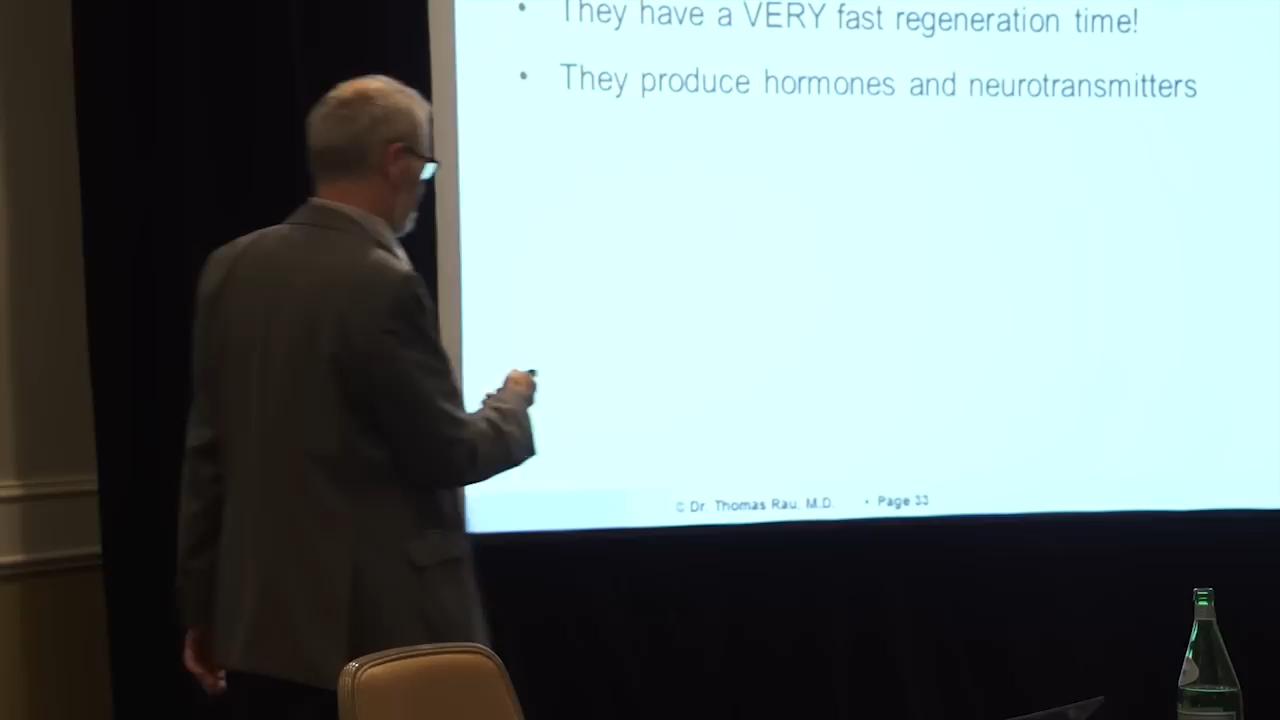 • They have a VERY fast regeneration time!
• They produce hormones and neurotransmitters
© Dr. Thomas Rau, M.D. • Page 33